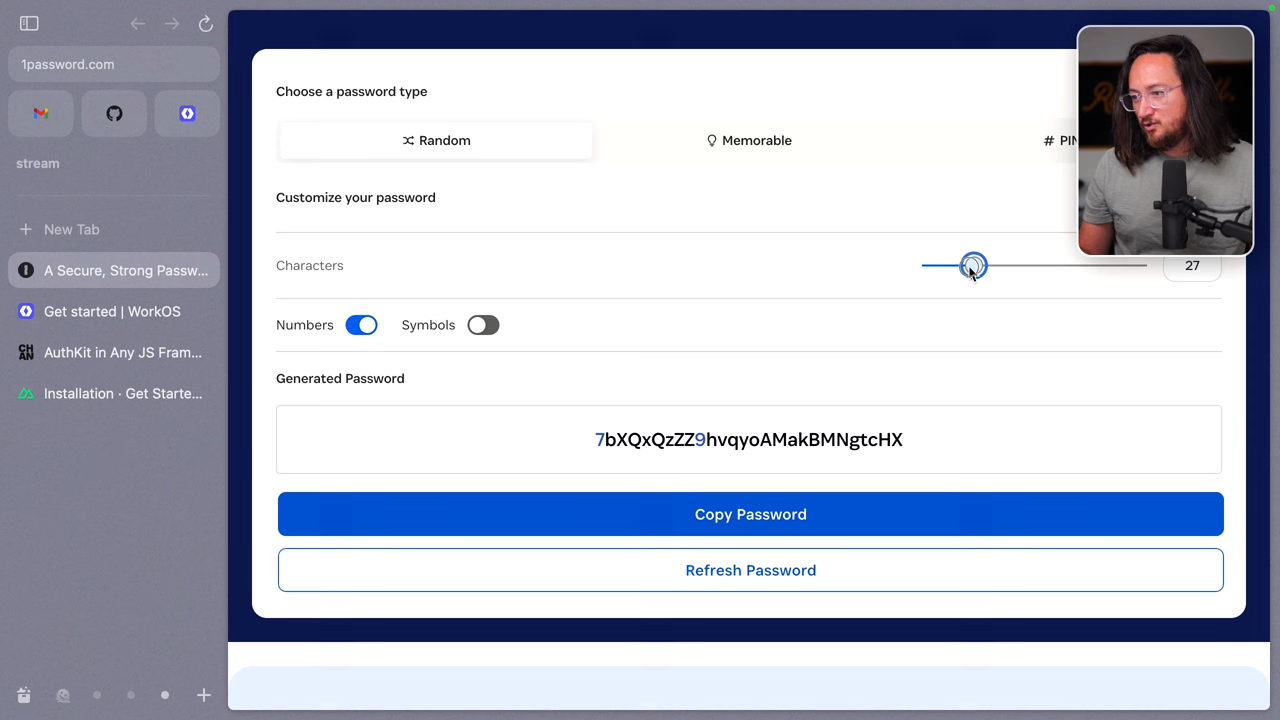 1password.com
stream
New Tab
A Secure, Strong Passw...
Get started | WorkOS
CHAN
AuthKit in Any JS Fram...
Installation · Get Starte...
Choose a password type
Random
Memorable
# PIN
Customize your password
Characters
27
Numbers
Symbols
Generated Password
7bXQxQzZZ9hvqyoAMakBMNgtcHX
Copy Password
Refresh Password